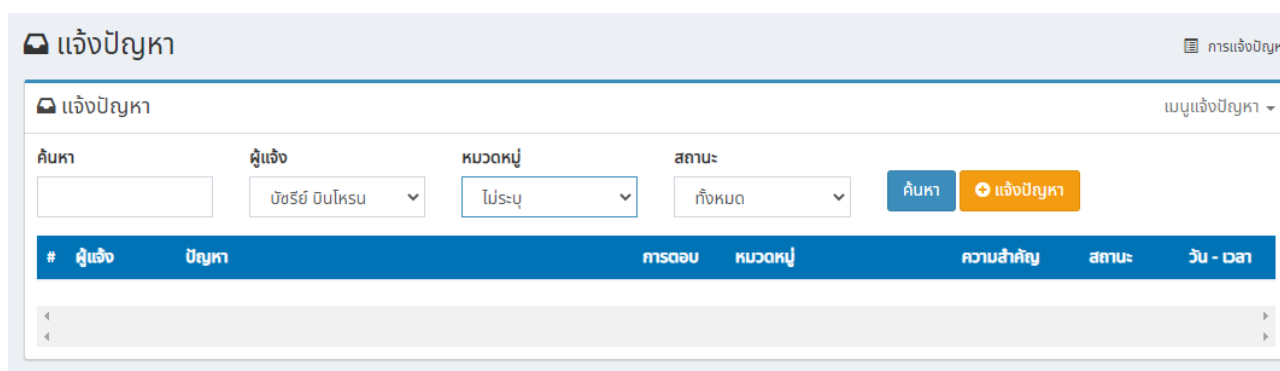 แจ้งปัญหา
การแจ้งปัญห
แจ้งปัญหา
เมนูแจ้งปัญหา
ค้นหา ผู้แจ้ง หมวดหมู่ สถานะ
บัซรีย์ บินโหรน ไม่ระบุ ทั้งหมด ค้นหา แจ้งปัญหา
# ผู้แจ้ง ปัญหา การตอบ หมวดหมู่ ความสำคัญ สถานะ วัน - เวลา